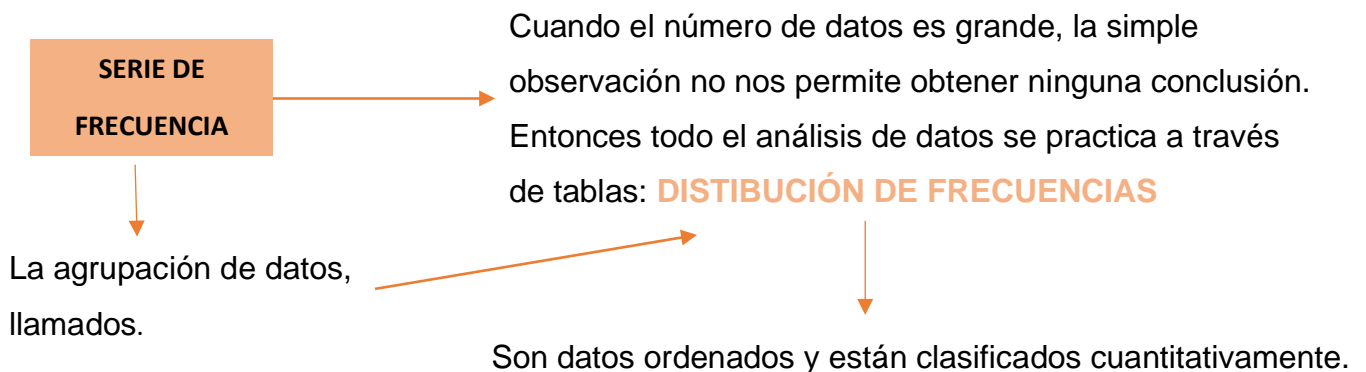 SERIE DE
FRECUENCIA
Cuando el número de datos es grande, la simple
observación no nos permite obtener ninguna conclusión.
Entonces todo el análisis de datos se practica a través
de tablas: DISTIBUCIÓN DE FRECUENCIAS
La agrupación de datos,
llamados.
Son datos ordenados y están clasificados cuantitativamente.